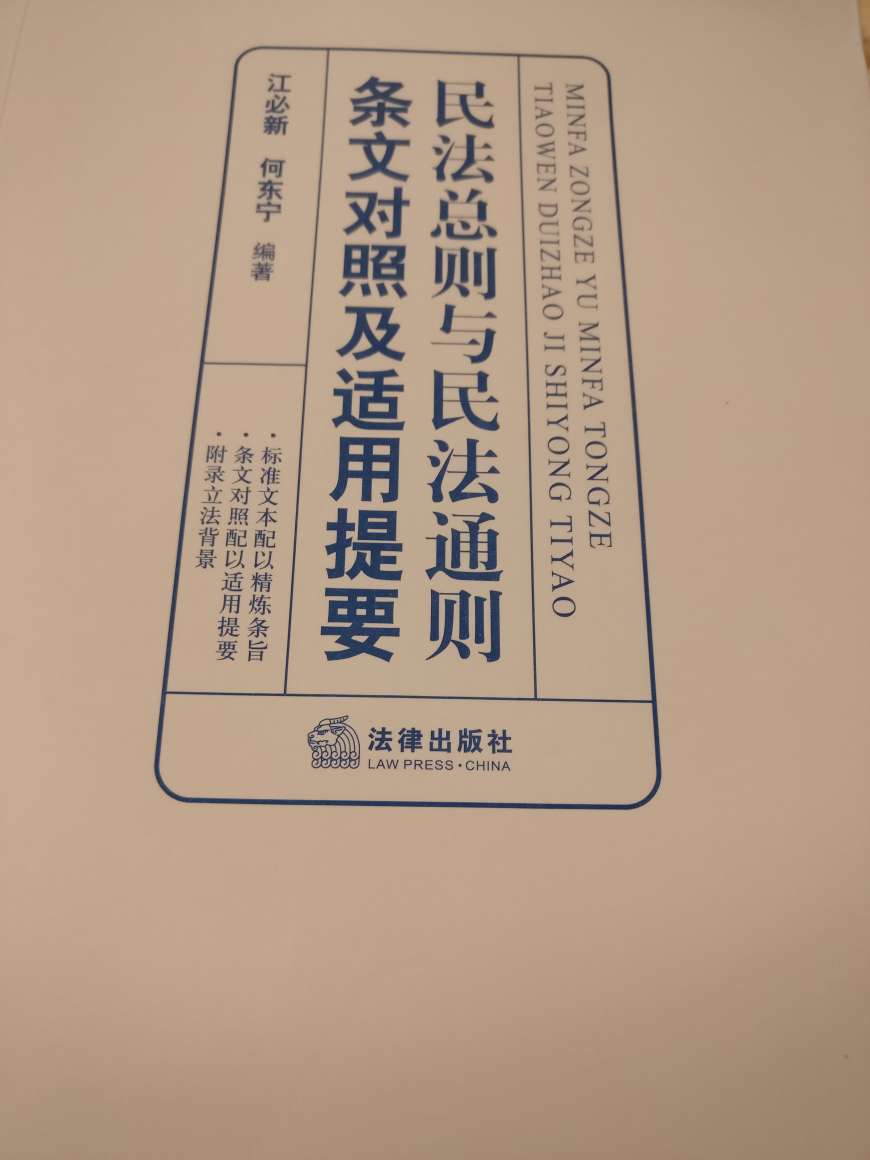 MINFA ZONGZE YU MINFA TONGZE
TIAOWEN DUIZHAO JI SHIYONG TIYAO
民法总则与民法通则
条文对照及适用提要
江必新 何东宁 编著
·标准文本配以精炼条旨
·条文对照配以适用提要
·附录立法背景
法律出版社
LAW PRESS·CHINA